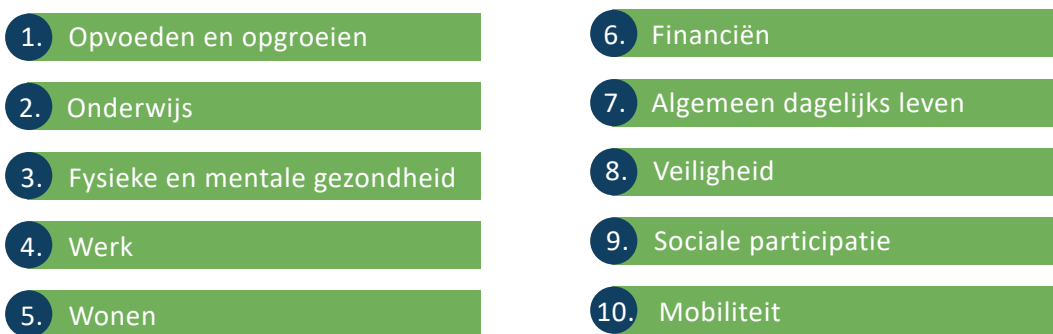 1. Opvoeden en opgroeien
2. Onderwijs
3. Fysieke en mentale gezondheid
4. Werk
5. Wonen
6. Financiën
7. Algemeen dagelijks leven
8. Veiligheid
9. Sociale participatie
10. Mobiliteit